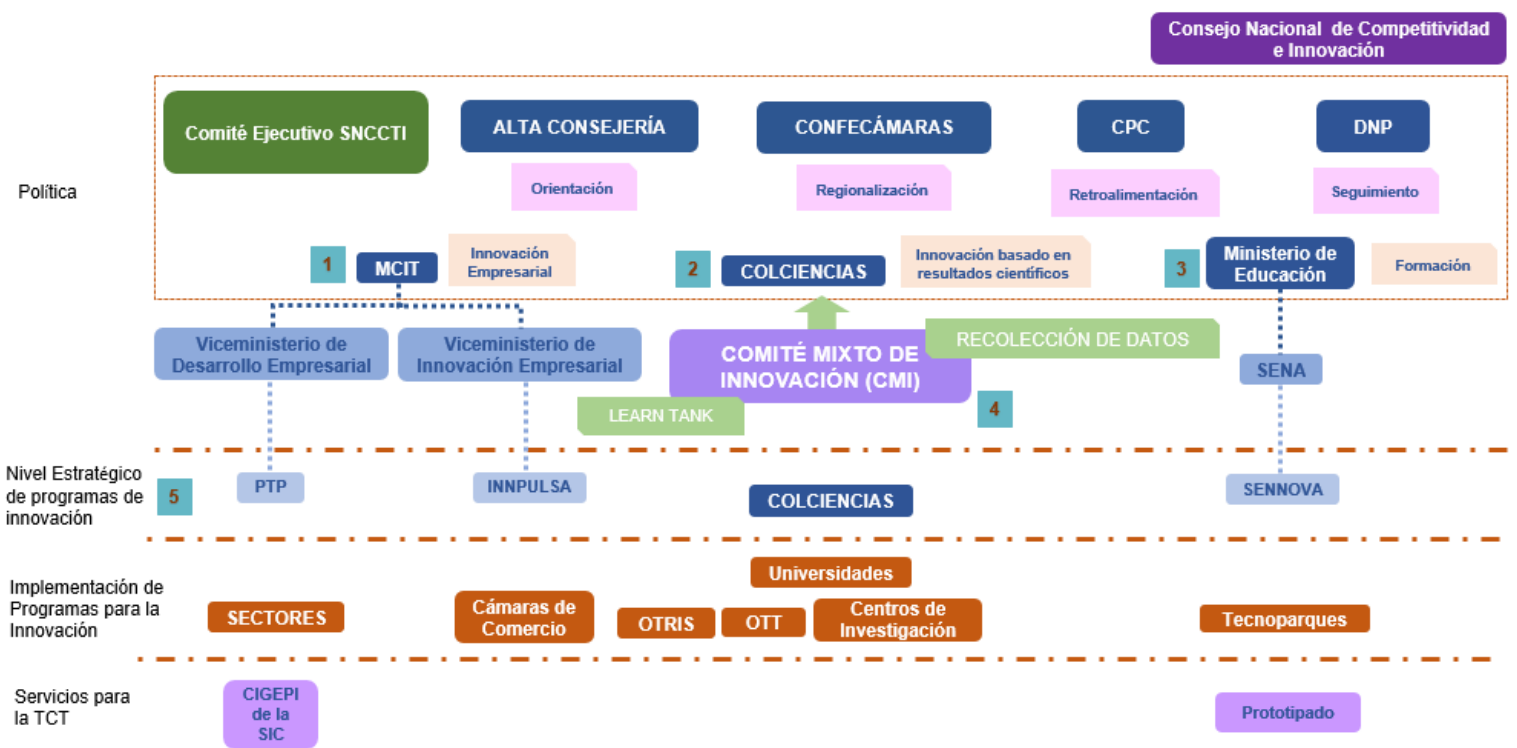 Consejo Nacional de Competitividad
e Innovación
Comité Ejecutivo SNCCTI
ALTA CONSEJERÍA
CONFECÁMARAS
CPC
DNP
Orientación
Regionalización
Retroalimentación
Seguimiento
Política
1
MCIT
Innovación
Empresarial
2
COLCIENCIAS
Innovación basado en
resultados científicos
3
Ministerio de
Educación
Formación
Viceministerio de
Desarrollo Empresarial
Viceministerio de
Innovación Empresarial
COMITÉ MIXTO DE
INNOVACIÓN (CMI)
RECOLECCIÓN DE DATOS
SENA
LEARN TANK
4
Nivel Estratégico
de programas de
innovación
5
PTP
INNPULSA
COLCIENCIAS
SENNOVA
Implementación de
Programas para la
Innovación
SECTORES
Cámaras de
Comercio
OTRIS
OTT
Universidades
Centros de
Investigación
Tecnoparques
Servicios para
la TCT
CIGEPI
de la
SIC
Prototipado